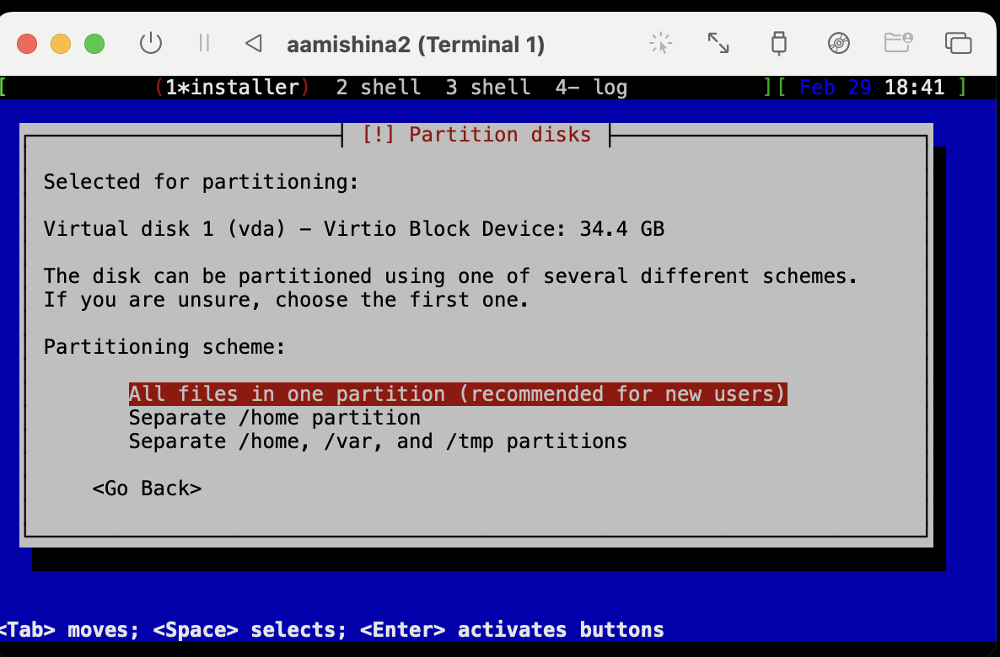 aamishina2 (Terminal 1)
[ (1*installer) 2 shell 3 shell 4- log ][ Feb 29 18:41 ]
[!] Partition disks
Selected for partitioning:
Virtual disk 1 (vda) - Virtio Block Device: 34.4 GB
The disk can be partitioned using one of several different schemes.
If you are unsure, choose the first one.
Partitioning scheme:
All files in one partition (recommended for new users)
Separate /home partition
Separate /home, /var, and /tmp partitions
<Go Back>
<Tab> moves; <Space> selects; <Enter> activates buttons